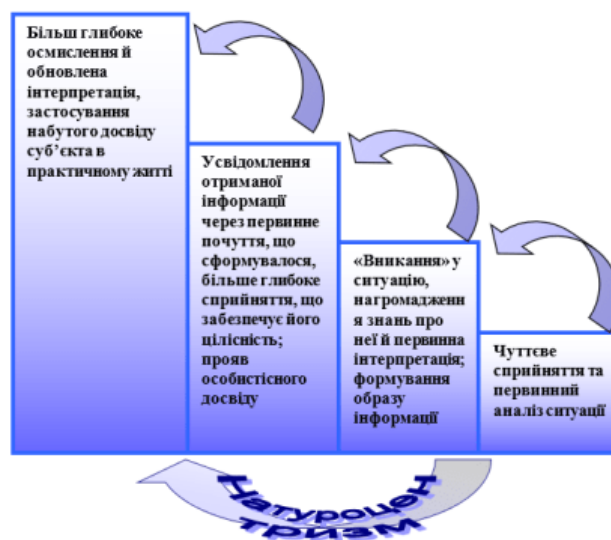 Більш глибоке
осмислення й
обновлена
інтерпретація,
застосування
набутого досвіду
суб’єкта в
практичному житті
Усвідомлення
отриманої
інформації
через первинне
почуття, що
сформувалося,
більше глибоке
сприйняття, що
забезпечує його
цілісність;
прояв
особистісного
досвіду
«Вникання» у
ситуацію,
нагромадженн
я знань про
неї й первинна
інтерпретація;
формування
образу
інформації
Чуттєве
сприйняття та
первинний
аналіз ситуації
Натуроцен
тризм